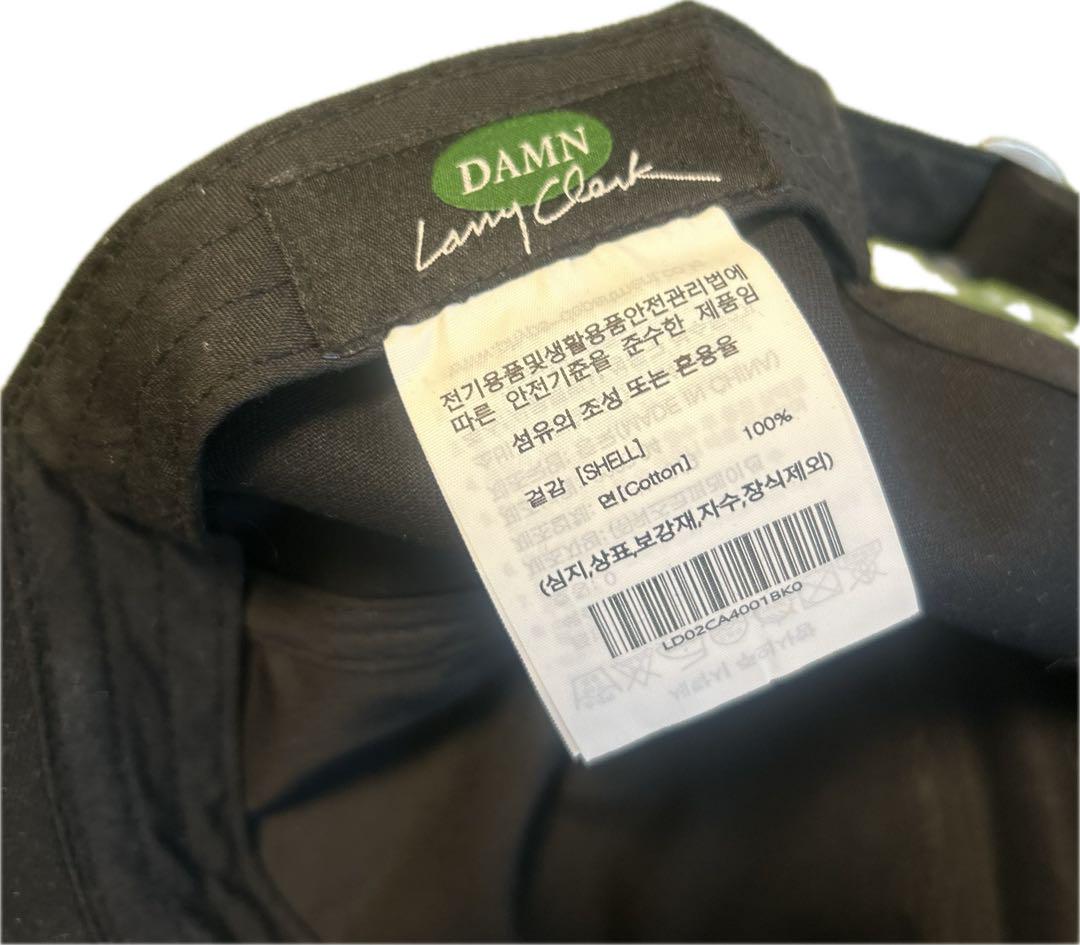 DAMN
Larry Clark
전기용품및생활용품안전관리법에
따른 안전기준을 준수한 제품임
섬유의 조성 또는 혼용율
겉감 [SHELL]
면[Cotton] 100%
(심지,상표,보강재,자수,장식제외)
LD02CA4001BK0